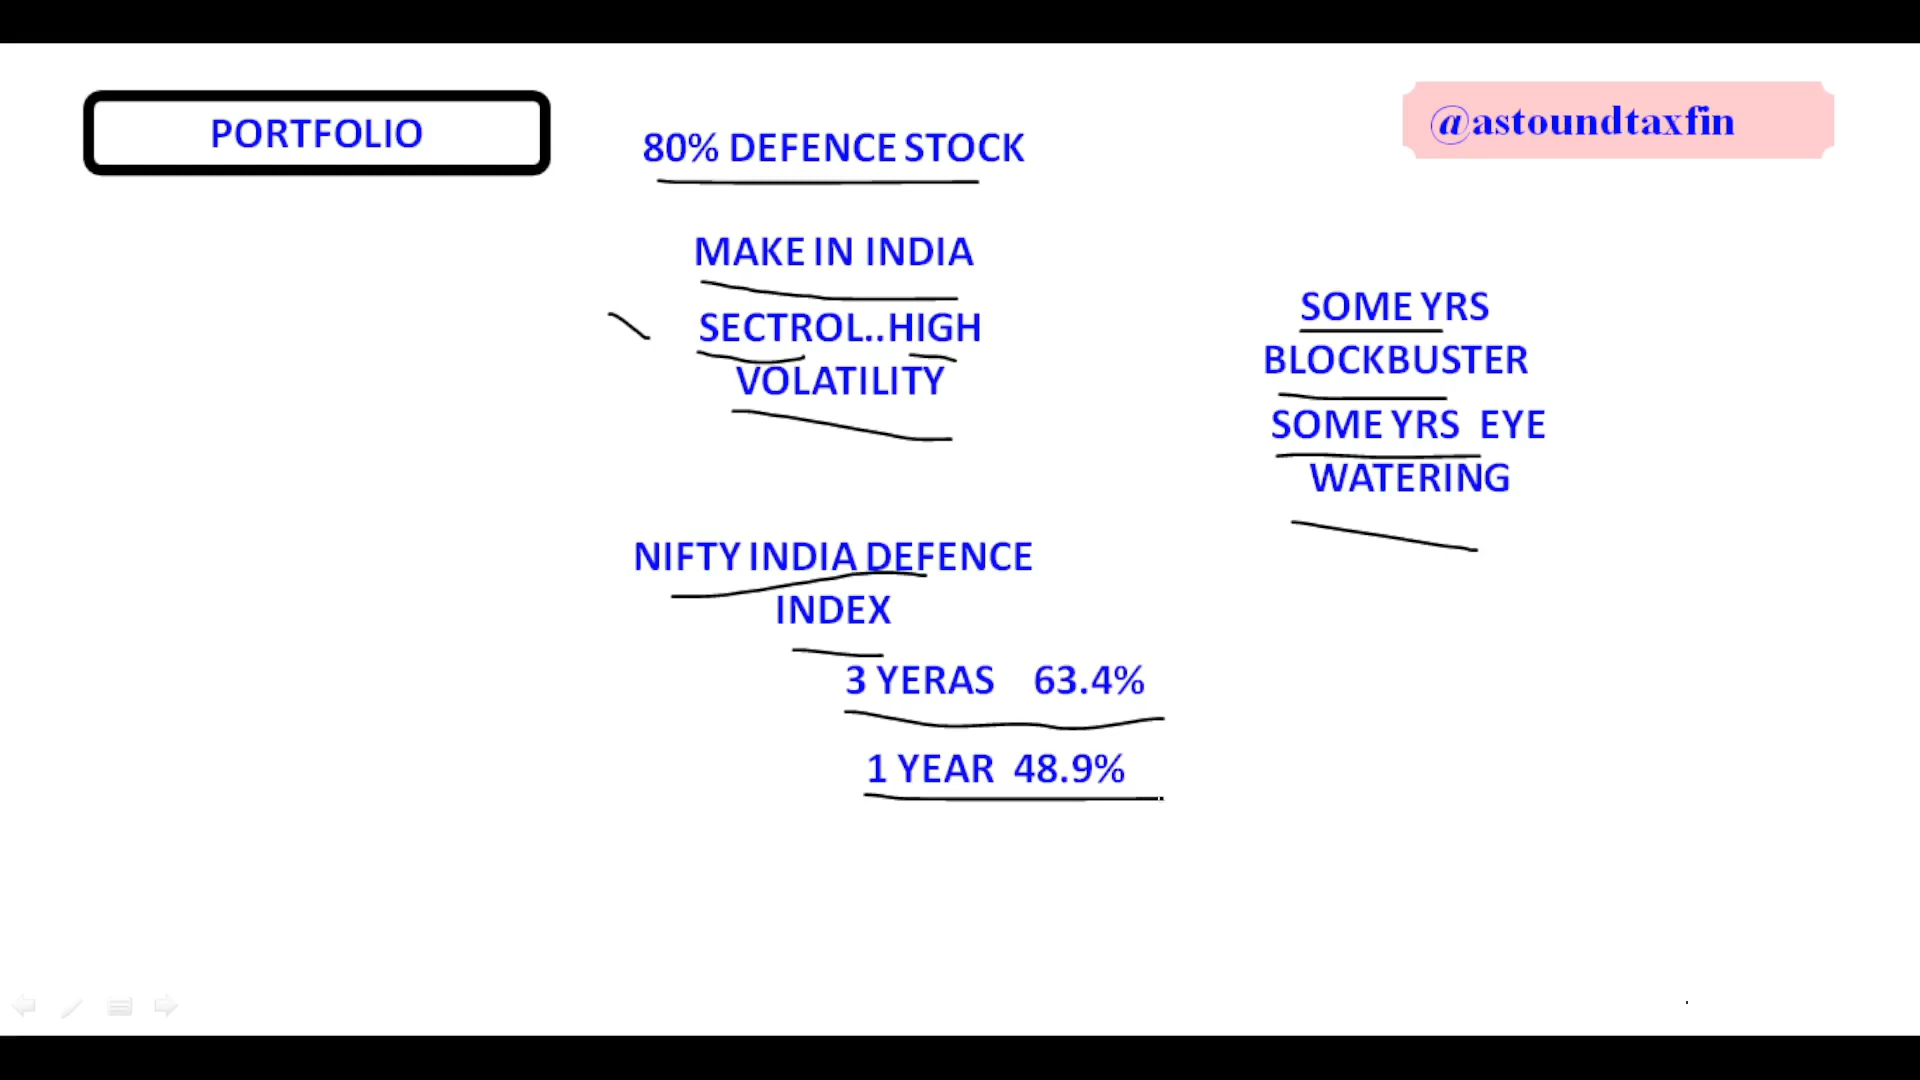 PORTFOLIO
@astoundtaxfin
80% DEFENCE STOCK
MAKE IN INDIA
SECTROL..HIGH
VOLATILITY
SOME YRS
BLOCKBUSTER
SOME YRS EYE
WATERING
NIFTY INDIA DEFENCE
INDEX
3 YERAS 63.4%
1 YEAR 48.9%